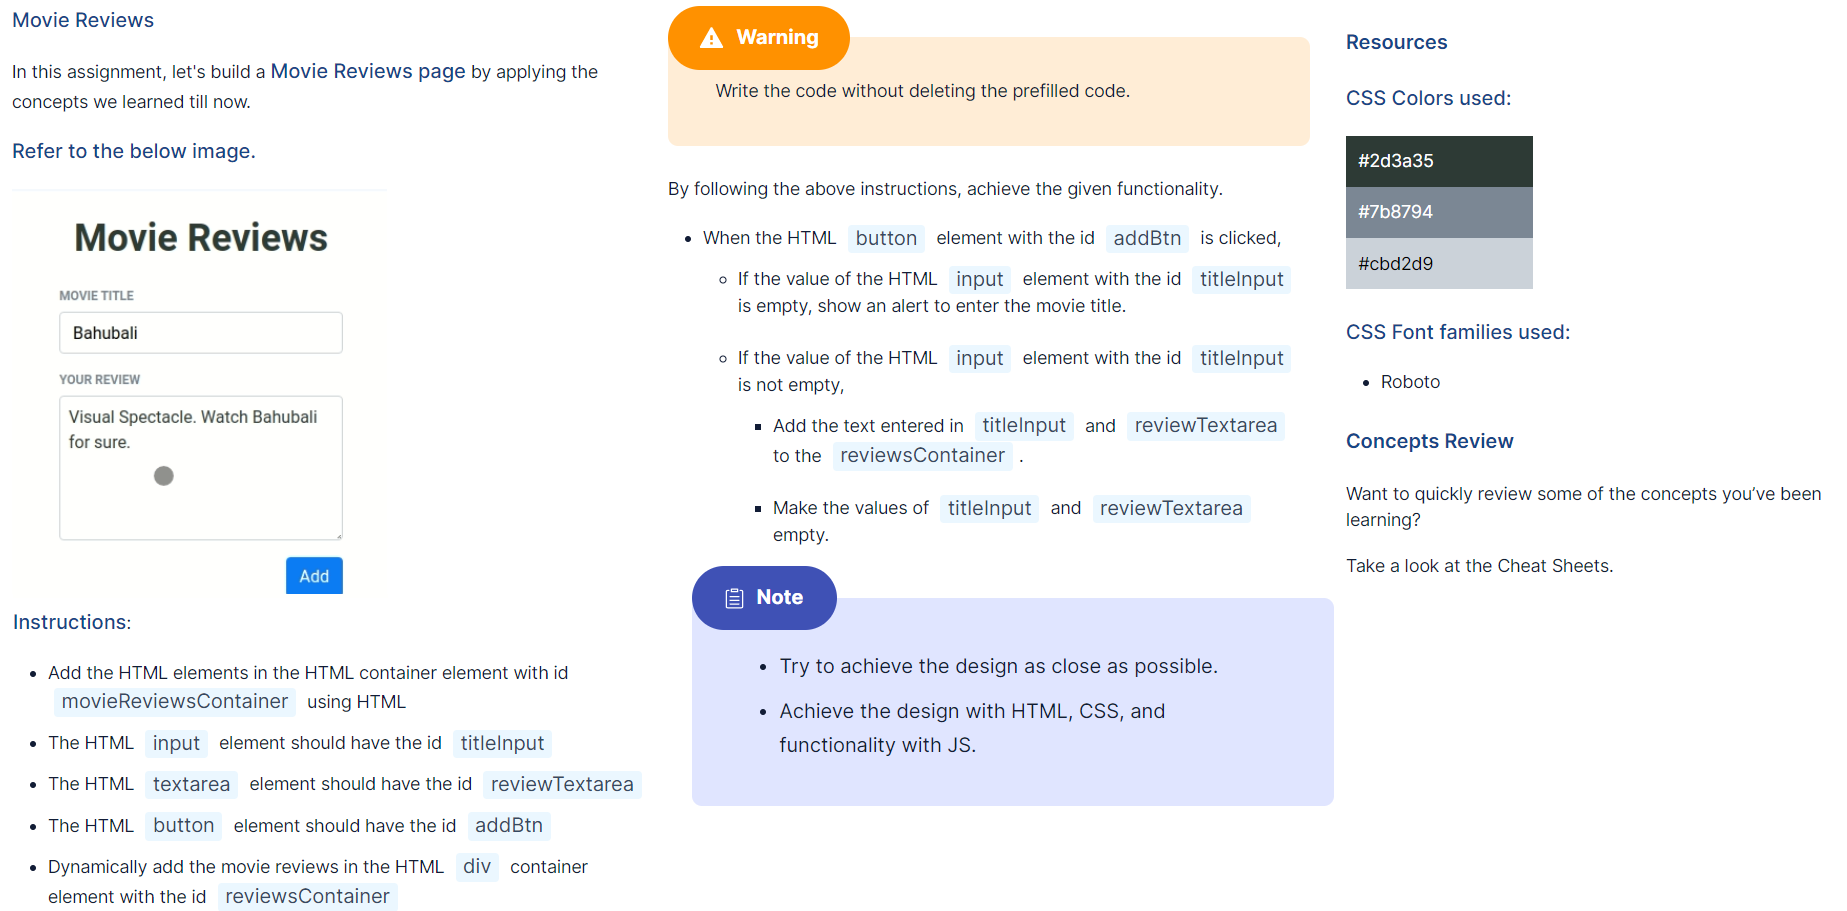 Movie Reviews
In this assignment, let's build a Movie Reviews page by applying the
concepts we learned till now.
Refer to the below image.
Movie Reviews
MOVIE TITLE
Bahubali
YOUR REVIEW
Visual Spectacle. Watch Bahubali
for sure.
Add
Instructions:
• Add the HTML elements in the HTML container element with id
movieReviewsContainer using HTML
• The HTML input element should have the id titleInput
• The HTML textarea element should have the id reviewTextarea
• The HTML button element should have the id addBtn
• Dynamically add the movie reviews in the HTML div container
element with the id reviewsContainer
Warning
Write the code without deleting the prefilled code.
By following the above instructions, achieve the given functionality.
• When the HTML button element with the id addBtn is clicked,
◦ If the value of the HTML input element with the id titleInput
is empty, show an alert to enter the movie title.
◦ If the value of the HTML input element with the id titleInput
is not empty,
▪ Add the text entered in titleInput and reviewTextarea
to the reviewsContainer .
▪ Make the values of titleInput and reviewTextarea
empty.
Note
• Try to achieve the design as close as possible.
• Achieve the design with HTML, CSS, and
functionality with JS.
Resources
CSS Colors used:
#2d3a35
#7b8794
#cbd2d9
CSS Font families used:
• Roboto
Concepts Review
Want to quickly review some of the concepts you’ve been
learning?
Take a look at the Cheat Sheets.